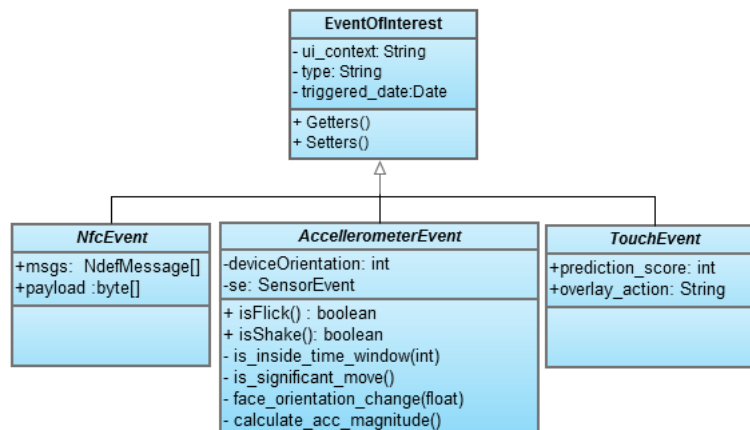 EventOfInterest
- ui_context: String
- type: String
- triggered_date:Date
+ Getters()
+ Setters()
NfcEvent
+msgs: NdefMessage[]
+payload :byte[]
AccellerometerEvent
-deviceOrientation: int
-se: SensorEvent
+ isFlick() : boolean
+ isShake(): boolean
- is_inside_time_window(int)
- is_significant_move()
- face_orientation_change(float)
- calculate_acc_magnitude()
TouchEvent
+prediction_score: int
+overlay_action: String